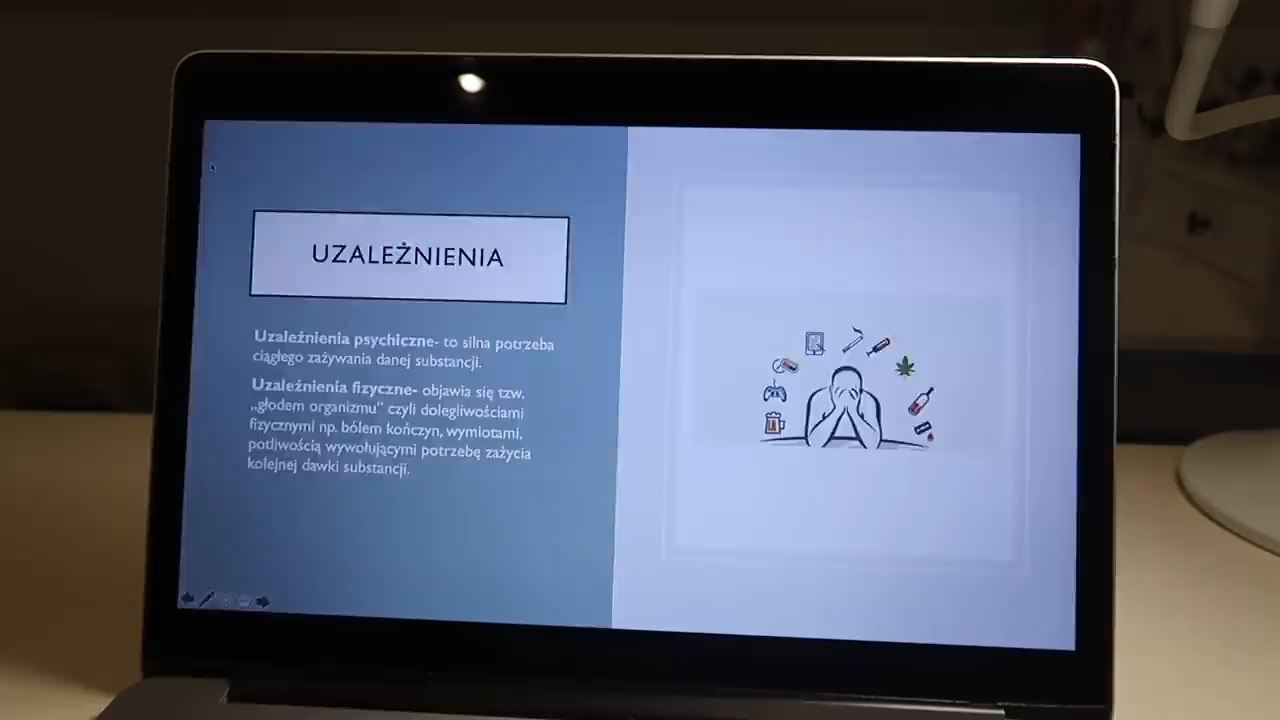 UZALEŻNIENIA
Uzależnienia psychiczne- to silna potrzeba
ciągłego zażywania danej substancji.
Uzależnienia fizyczne- objawia się tzw.
„głodem organizmu” czyli dolegliwościami
fizycznymi np. bólem kończyn, wymiotami,
potliwością wywołującymi potrzebę zażycia
kolejnej dawki substancji.